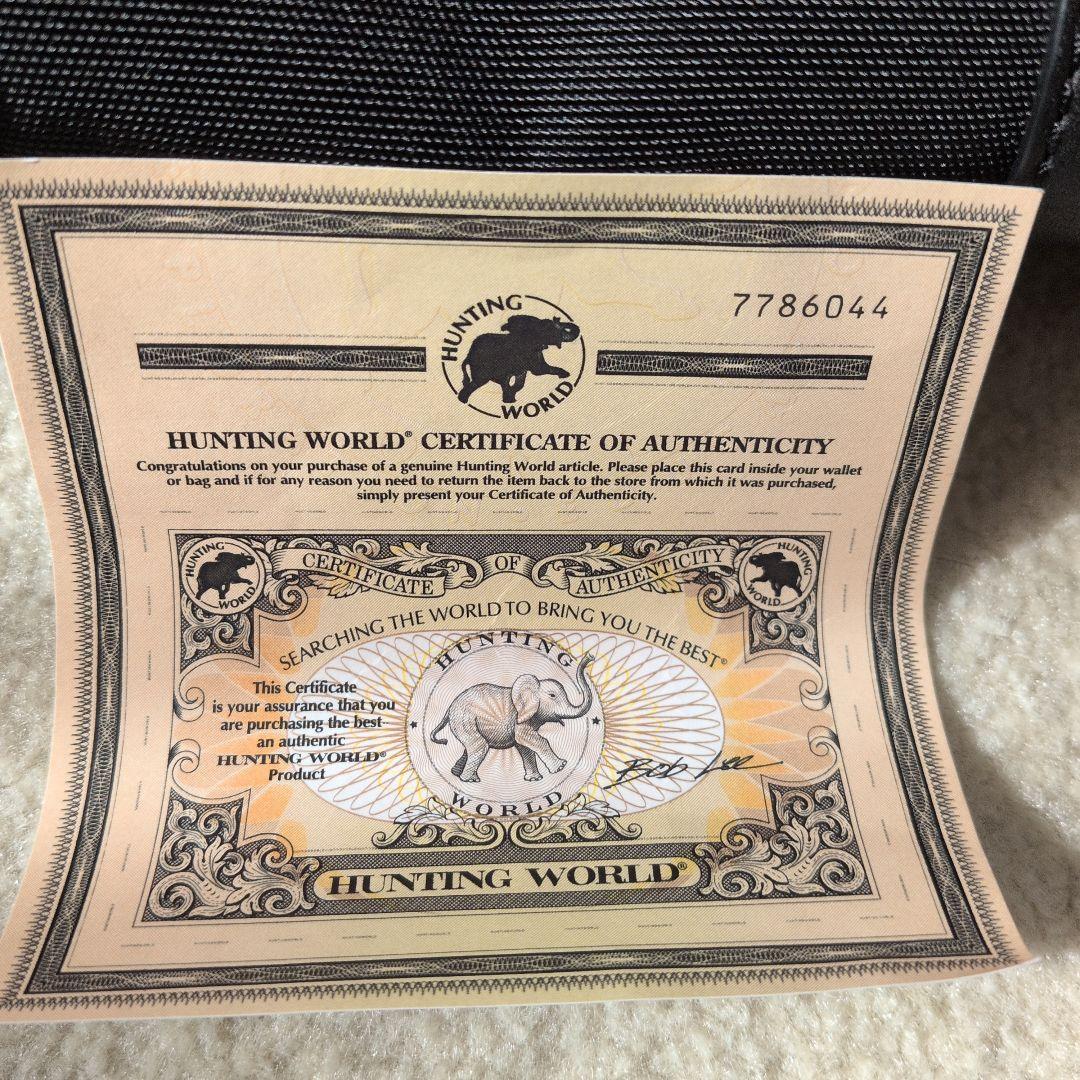 7786044
HUNTING
WORLD
HUNTING WORLD® CERTIFICATE OF AUTHENTICITY
Congratulations on your purchase of a genuine Hunting World article. Please place this card inside your wallet
or bag and if for any reason you need to return the item back to the store from which it was purchased,
simply present your Certificate of Authenticity.
HUNTING
WORLD
CERTIFICATE OF AUTHENTICITY
HUNTING
WORLD
SEARCHING THE WORLD TO BRING YOU THE BEST®
HUNTING
WORLD
This Certificate
is your assurance that you
are purchasing the best
an authentic
HUNTING WORLD®
Product
Bob Lee
HUNTING WORLD®